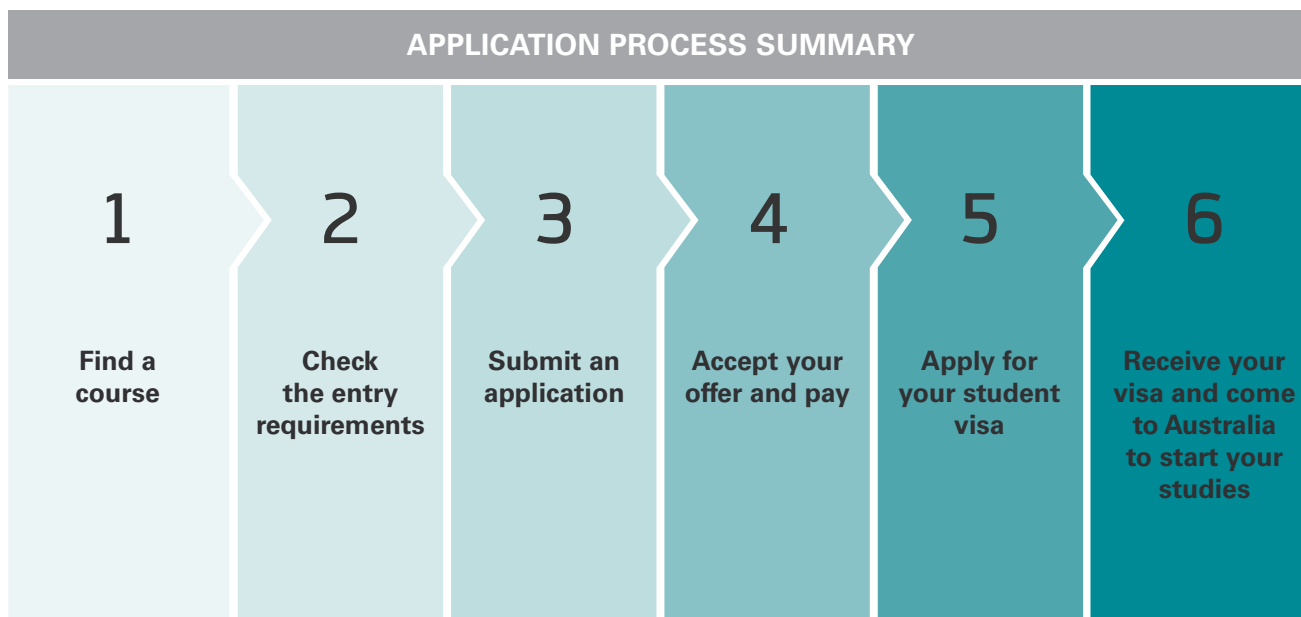 APPLICATION PROCESS SUMMARY
1
Find a
course
2
Check
the entry
requirements
3
Submit an
application
4
Accept your
offer and pay
5
Apply for
your student
visa
6
Receive your
visa and come
to Australia
to start your
studies